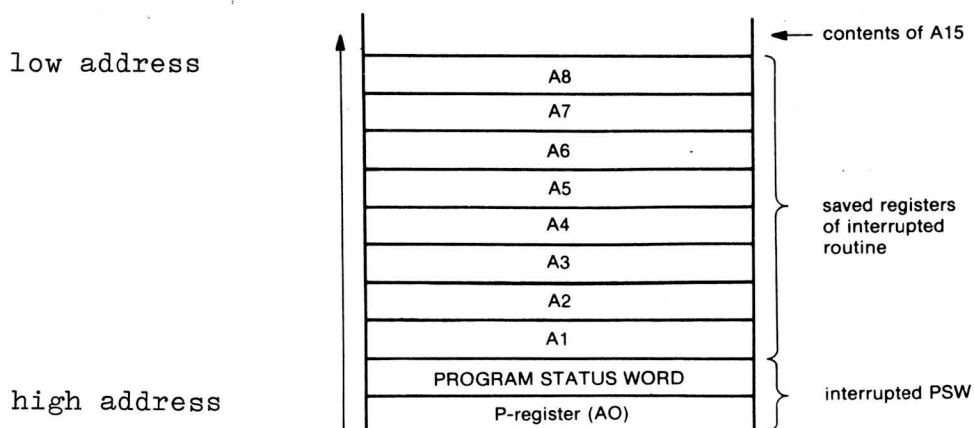 contents of A15
low address
A8
A7
A6
A5
A4
saved registers
of interrupted
routine
A3
A2
A1
PROGRAM STATUS WORD
interrupted PSW
high address
P-register (AO)